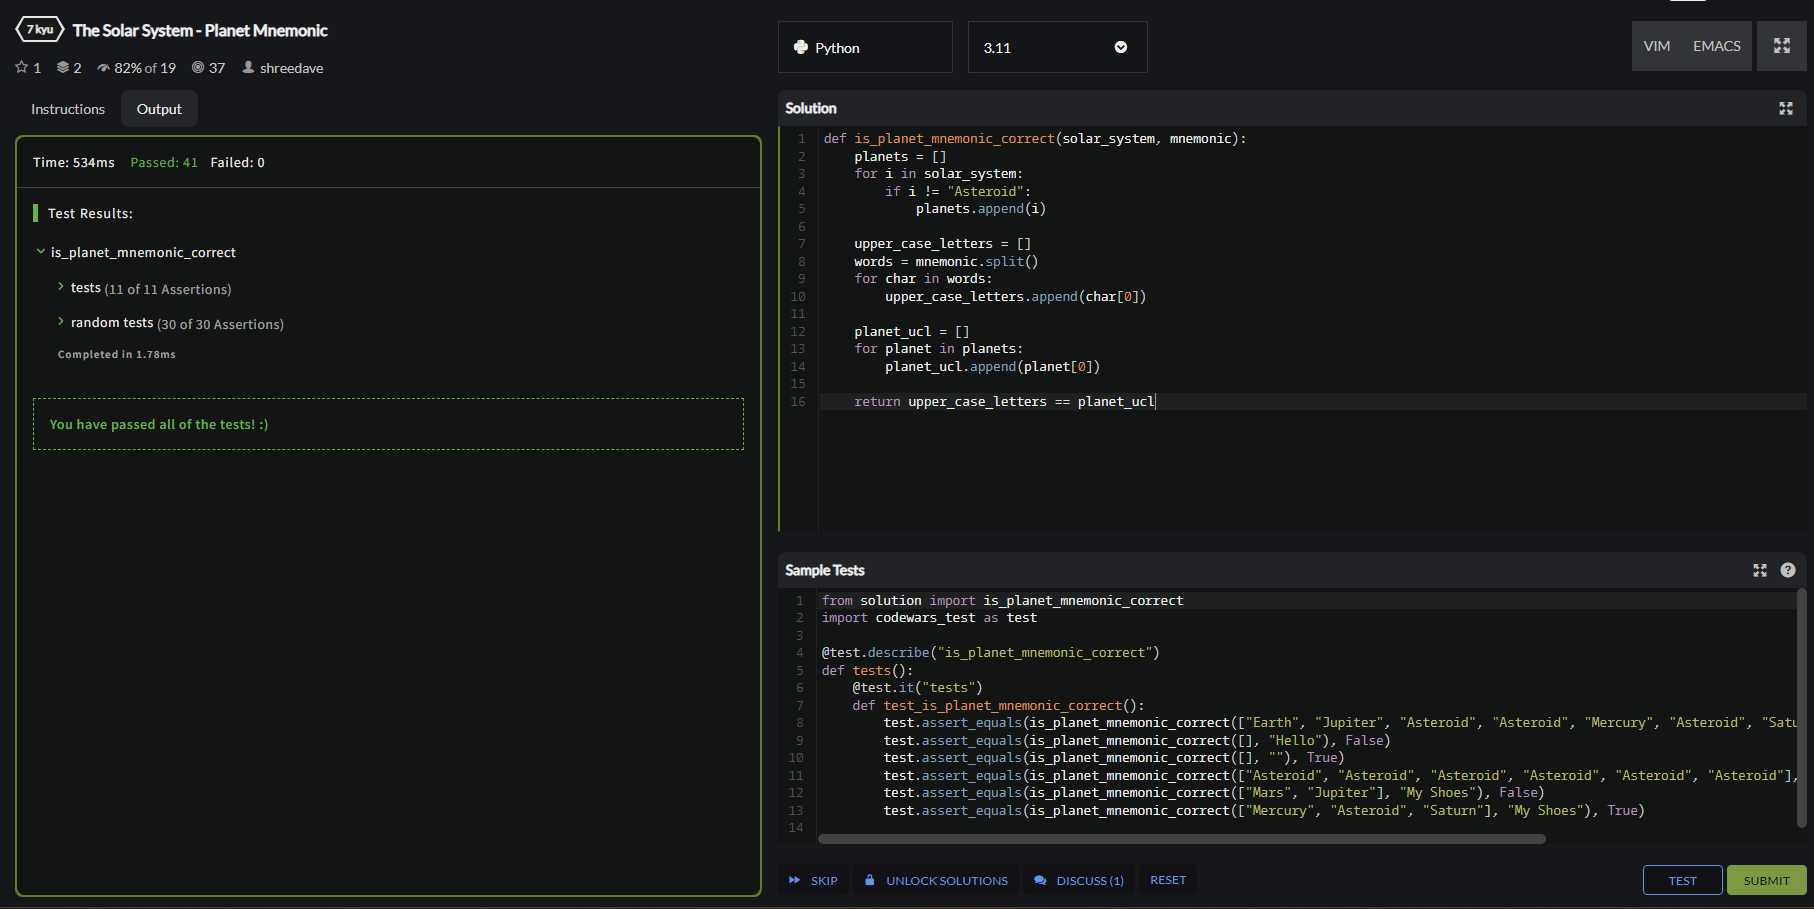 7 kyu The Solar System - Planet Mnemonic
1 2 82% of 19 37 shreedave
Instructions Output
Time: 534ms Passed: 41 Failed: 0
Test Results:
is_planet_mnemonic_correct
tests (11 of 11 Assertions)
random tests (30 of 30 Assertions)
Completed in 1.78ms
You have passed all of the tests! :)
Python 3.11 VIM EMACS
Solution
1 def is_planet_mnemonic_correct(solar_system, mnemonic):
2     planets = []
3     for i in solar_system:
4         if i != "Asteroid":
5             planets.append(i)
6
7     upper_case_letters = []
8     words = mnemonic.split()
9     for char in words:
10         upper_case_letters.append(char[0])
11
12     planet_ucl = []
13     for planet in planets:
14         planet_ucl.append(planet[0])
15
16     return upper_case_letters == planet_ucl
Sample Tests
1 from solution import is_planet_mnemonic_correct
2 import codewars_test as test
3
4 @test.describe("is_planet_mnemonic_correct")
5 def tests():
6     @test.it("tests")
7     def test_is_planet_mnemonic_correct():
8         test.assert_equals(is_planet_mnemonic_correct(["Earth", "Jupiter", "Asteroid", "Asteroid", "Mercury", "Asteroid", "Satu
9         test.assert_equals(is_planet_mnemonic_correct([], "Hello"), False)
10         test.assert_equals(is_planet_mnemonic_correct([], ""), True)
11         test.assert_equals(is_planet_mnemonic_correct(["Asteroid", "Asteroid", "Asteroid", "Asteroid", "Asteroid", "Asteroid"],
12         test.assert_equals(is_planet_mnemonic_correct(["Mars", "Jupiter"], "My Shoes"), False)
13         test.assert_equals(is_planet_mnemonic_correct(["Mercury", "Asteroid", "Saturn"], "My Shoes"), True)
14
SKIP UNLOCK SOLUTIONS DISCUSS (1) RESET TEST SUBMIT